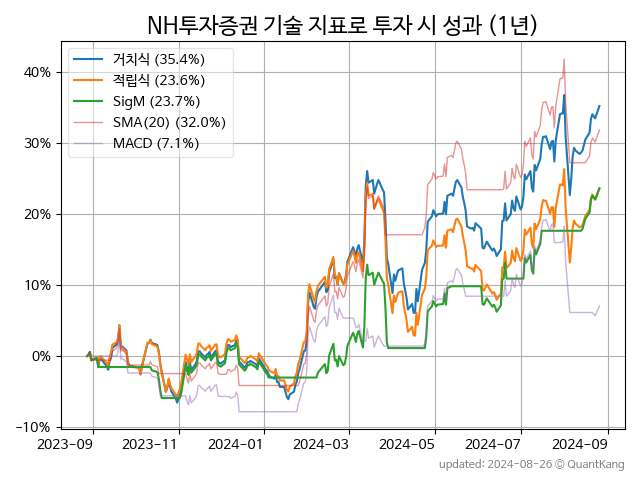 NH투자증권 기술 지표로 투자 시 성과 (1년)
거치식 (35.4%)
적립식 (23.6%)
SigM (23.7%)
SMA(20) (32.0%)
MACD (7.1%)
40%
30%
20%
10%
0%
−10%
2023-09 2023-11 2024-01 2024-03 2024-05 2024-07 2024-09
updated: 2024-08-26 © QuantKang